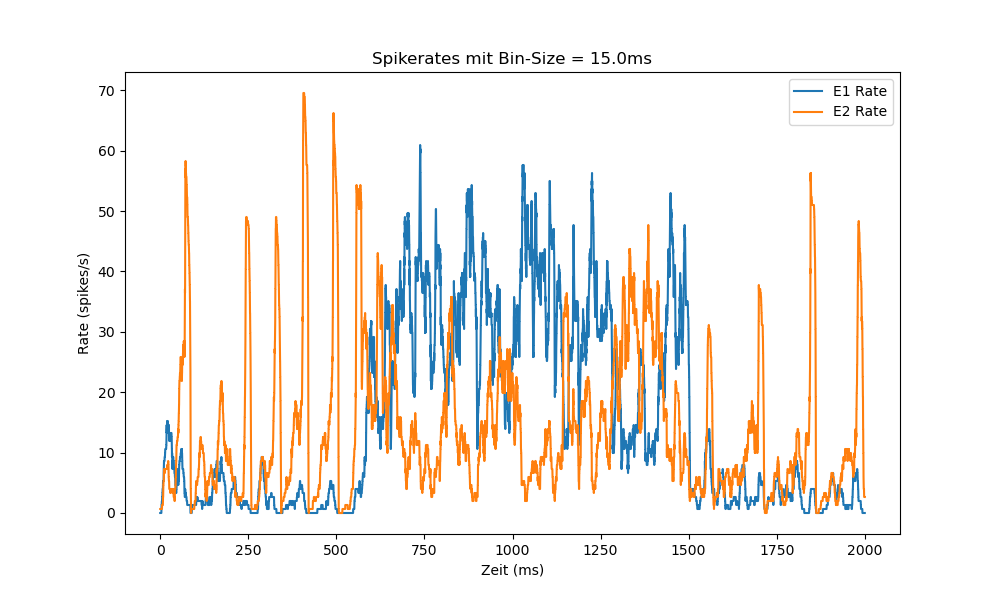 Spikerates mit Bin-Size = 15.0ms
E1 Rate
E2 Rate
Rate (spikes/s)
70
60
50
40
30
20
10
0
0 250 500 750 1000 1250 1500 1750 2000
Zeit (ms)